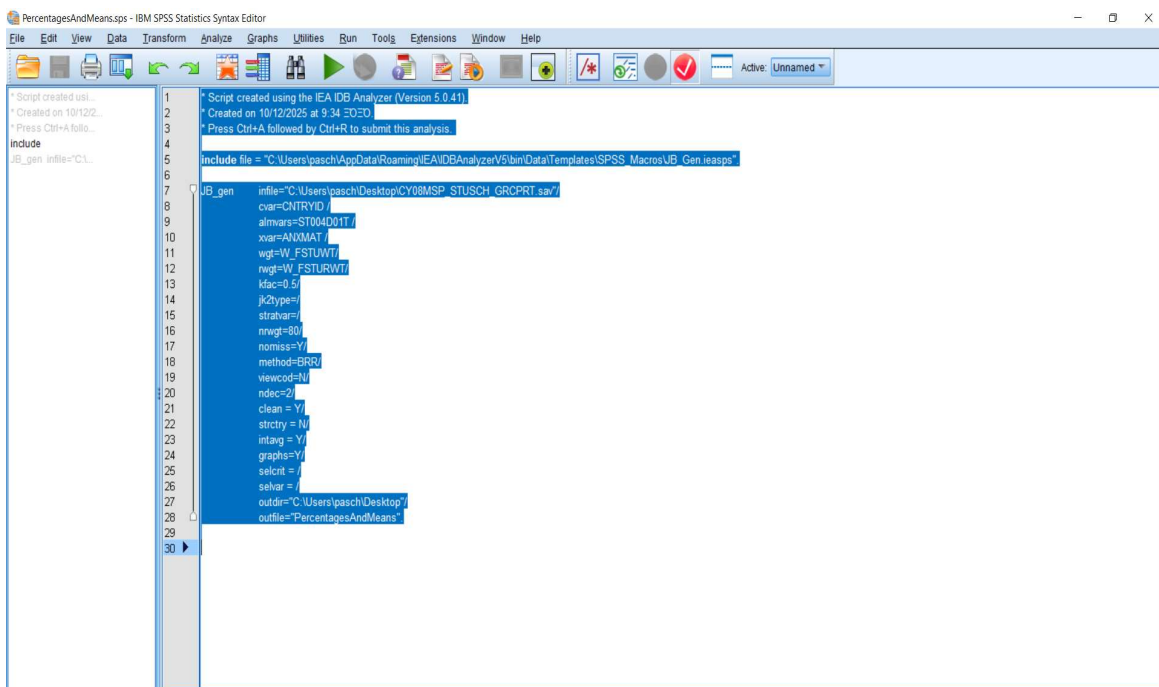 PercentagesAndMeans.sps - IBM SPSS Statistics Syntax Editor
File Edit View Data Transform Analyze Graphs Utilities Run Tools Extensions Window Help
Active: Unnamed
* Script created usi...
* Created on 10/12/2...
* Press Ctrl+A follo...
include
JB_gen infile="C:\...
1 * Script created using the IEA IDB Analyzer (Version 5.0.41).
2 * Created on 10/12/2025 at 9:34 ΞΌΞΌ.
3 * Press Ctrl+A followed by Ctrl+R to submit this analysis.
4
5 include file = "C:\Users\pasch\AppData\Roaming\IEA\IDBAnalyzerV5\bin\Data\Templates\SPSS_Macros\JB_Gen.ieasps".
6
7 JB_gen infile="C:\Users\pasch\Desktop\CY08MSP_STUSCH_GRCPRT.sav"/
8 cvar=CNTRYID /
9 almvars=ST004D01T /
10 xvar=ANXMAT /
11 wgt=W_FSTUWT/
12 rwgt=W_FSTURWT/
13 kfac=0.5/
14 jk2type=/
15 stratvar=/
16 nrwgt=80/
17 nomiss=Y/
18 method=BRR/
19 viewcod=N/
20 ndec=2/
21 clean = Y/
22 strctry = N/
23 intavg = Y/
24 graphs=Y/
25 selcrit = /
26 selvar = /
27 outdir="C:\Users\pasch\Desktop"/
28 outfile="PercentagesAndMeans".
29
30